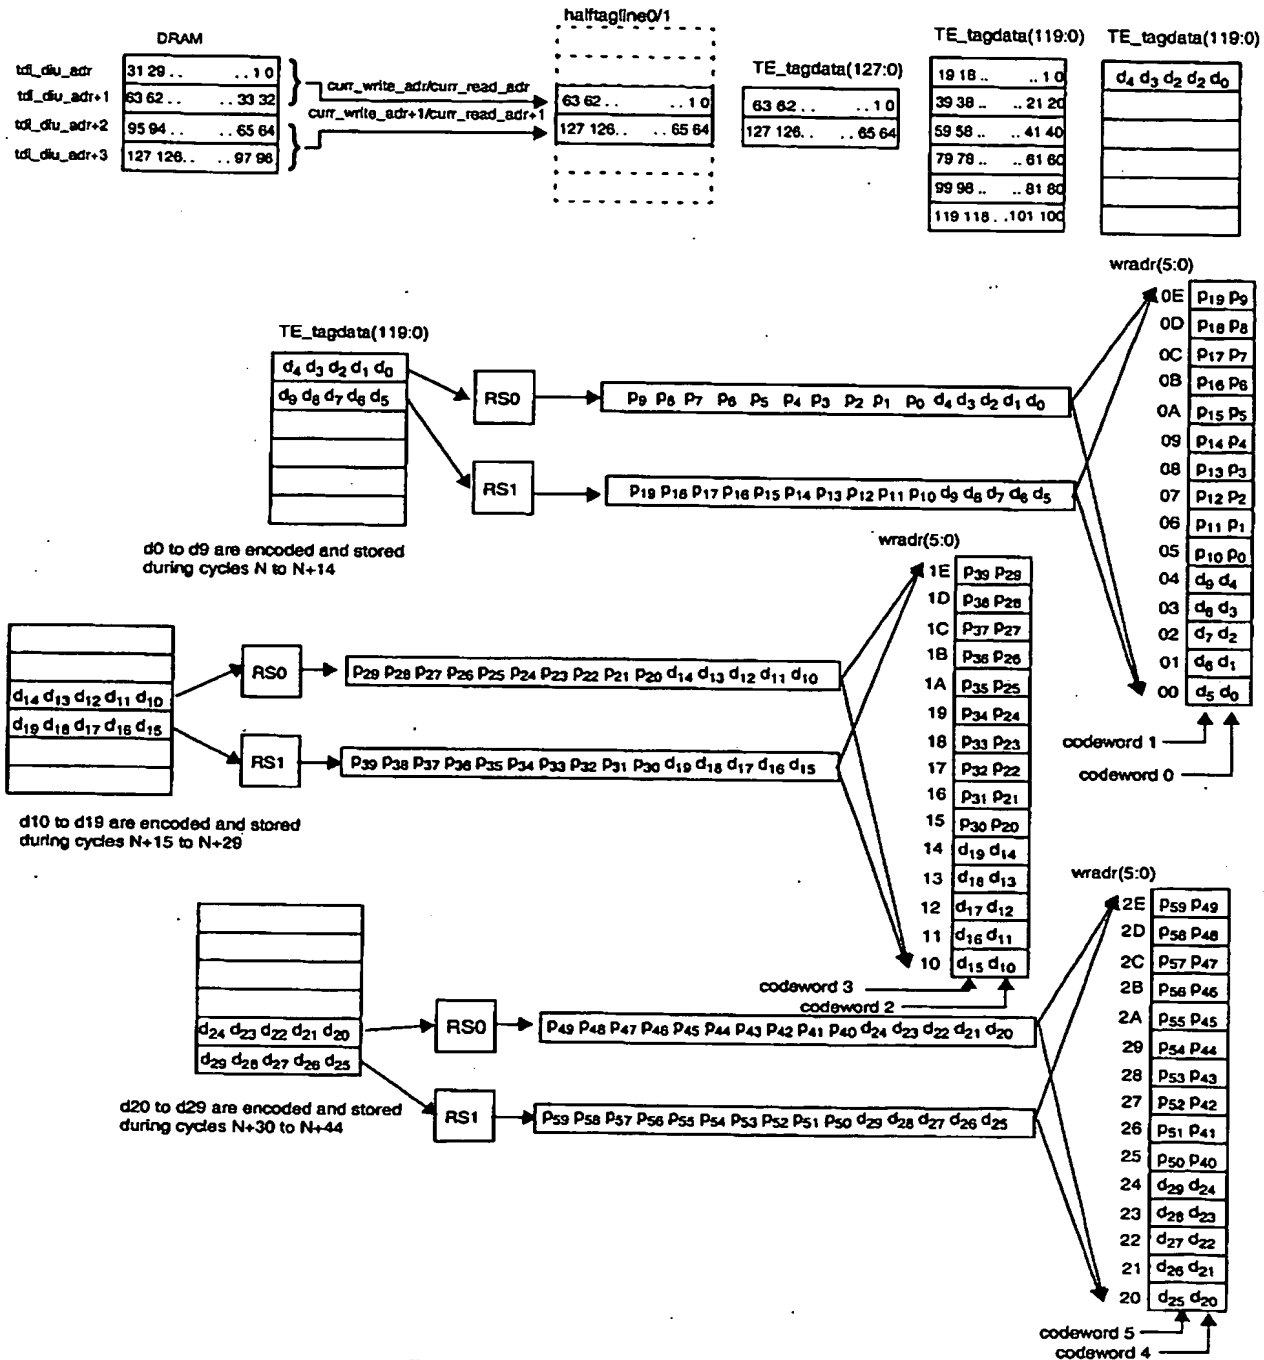 halftagline0/1
DRAM
TE_tagdata(119:0)
TE_tagdata(119:0)
TE_tagdata(127:0)
tdi_diu_adr
31 29 .. .. 1 0
tdi_diu_adr+1
63 62 .. .. 33 32
tdi_diu_adr+2
95 94 .. .. 65 64
tdi_diu_adr+3
127 126.. .. 97 96
curr_write_adr/curr_read_adr
curr_write_adr+1/curr_read_adr+1
63 62 .. .. 1 0
127 126.. .. 65 64
63 62 .. .. 1 0
127 126.. .. 65 64
19 18 .. .. 1 0
39 38 .. .. 21 20
59 58 .. .. 41 40
79 78 .. .. 61 60
99 98 .. .. 81 80
119 118 . .101 100
d4 d3 d2 d2 d0
TE_tagdata(119:0)
d4 d3 d2 d1 d0
d9 d8 d7 d6 d5
RS0
p9 p8 p7 p6 p5 p4 p3 p2 p1 p0 d4 d3 d2 d1 d0
RS1
p19 p18 p17 p16 p15 p14 p13 p12 p11 p10 d9 d8 d7 d6 d5
d0 to d9 are encoded and stored
during cycles N to N+14
wradr(5:0)
0E p19 p9
0D p18 p8
0C p17 p7
0B p16 p6
0A p15 p5
09 p14 p4
08 p13 p3
07 p12 p2
06 p11 p1
05 p10 p0
04 d9 d4
03 d8 d3
02 d7 d2
01 d6 d1
00 d5 d0
codeword 1
codeword 0
d14 d13 d12 d11 d10
d19 d18 d17 d16 d15
RS0
p29 p28 p27 p26 p25 p24 p23 p22 p21 p20 d14 d13 d12 d11 d10
RS1
p39 p38 p37 p36 p35 p34 p33 p32 p31 p30 d19 d18 d17 d16 d15
d10 to d19 are encoded and stored
during cycles N+15 to N+29
wradr(5:0)
1E p39 p29
1D p38 p28
1C p37 p27
1B p36 p26
1A p35 p25
19 p34 p24
18 p33 p23
17 p32 p22
16 p31 p21
15 p30 p20
14 d19 d14
13 d18 d13
12 d17 d12
11 d16 d11
10 d15 d10
codeword 3
codeword 2
d24 d23 d22 d21 d20
d29 d28 d27 d26 d25
RS0
p49 p48 p47 p46 p45 p44 p43 p42 p41 p40 d24 d23 d22 d21 d20
RS1
p59 p58 p57 p56 p55 p54 p53 p52 p51 p50 d29 d28 d27 d26 d25
d20 to d29 are encoded and stored
during cycles N+30 to N+44
wradr(5:0)
2E p59 p49
2D p58 p48
2C p57 p47
2B p56 p46
2A p55 p45
29 p54 p44
28 p53 p43
27 p52 p42
26 p51 p41
25 p50 p40
24 d29 d24
23 d28 d23
22 d27 d22
21 d26 d21
20 d25 d20
codeword 5
codeword 4